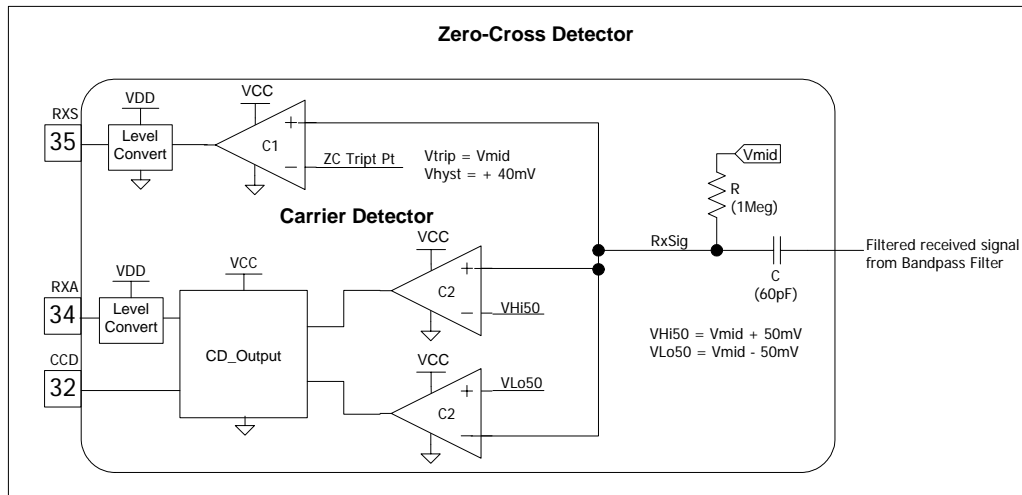 Zero-Cross Detector
RXS
35
VDD
Level
Convert
VCC
+
C1
−
ZC Tript Pt
Vtrip = Vmid
Vhyst = + 40mV
Vmid
R
(1Meg)
Carrier Detector
RxSig
Filtered received signal
from Bandpass Filter
C
(60pF)
RXA
34
VDD
Level
Convert
VCC
CD_Output
VCC
+
C2
−
VHi50
VHi50 = Vmid + 50mV
VLo50 = Vmid - 50mV
CCD
32
VCC
+
VLo50
C2
−